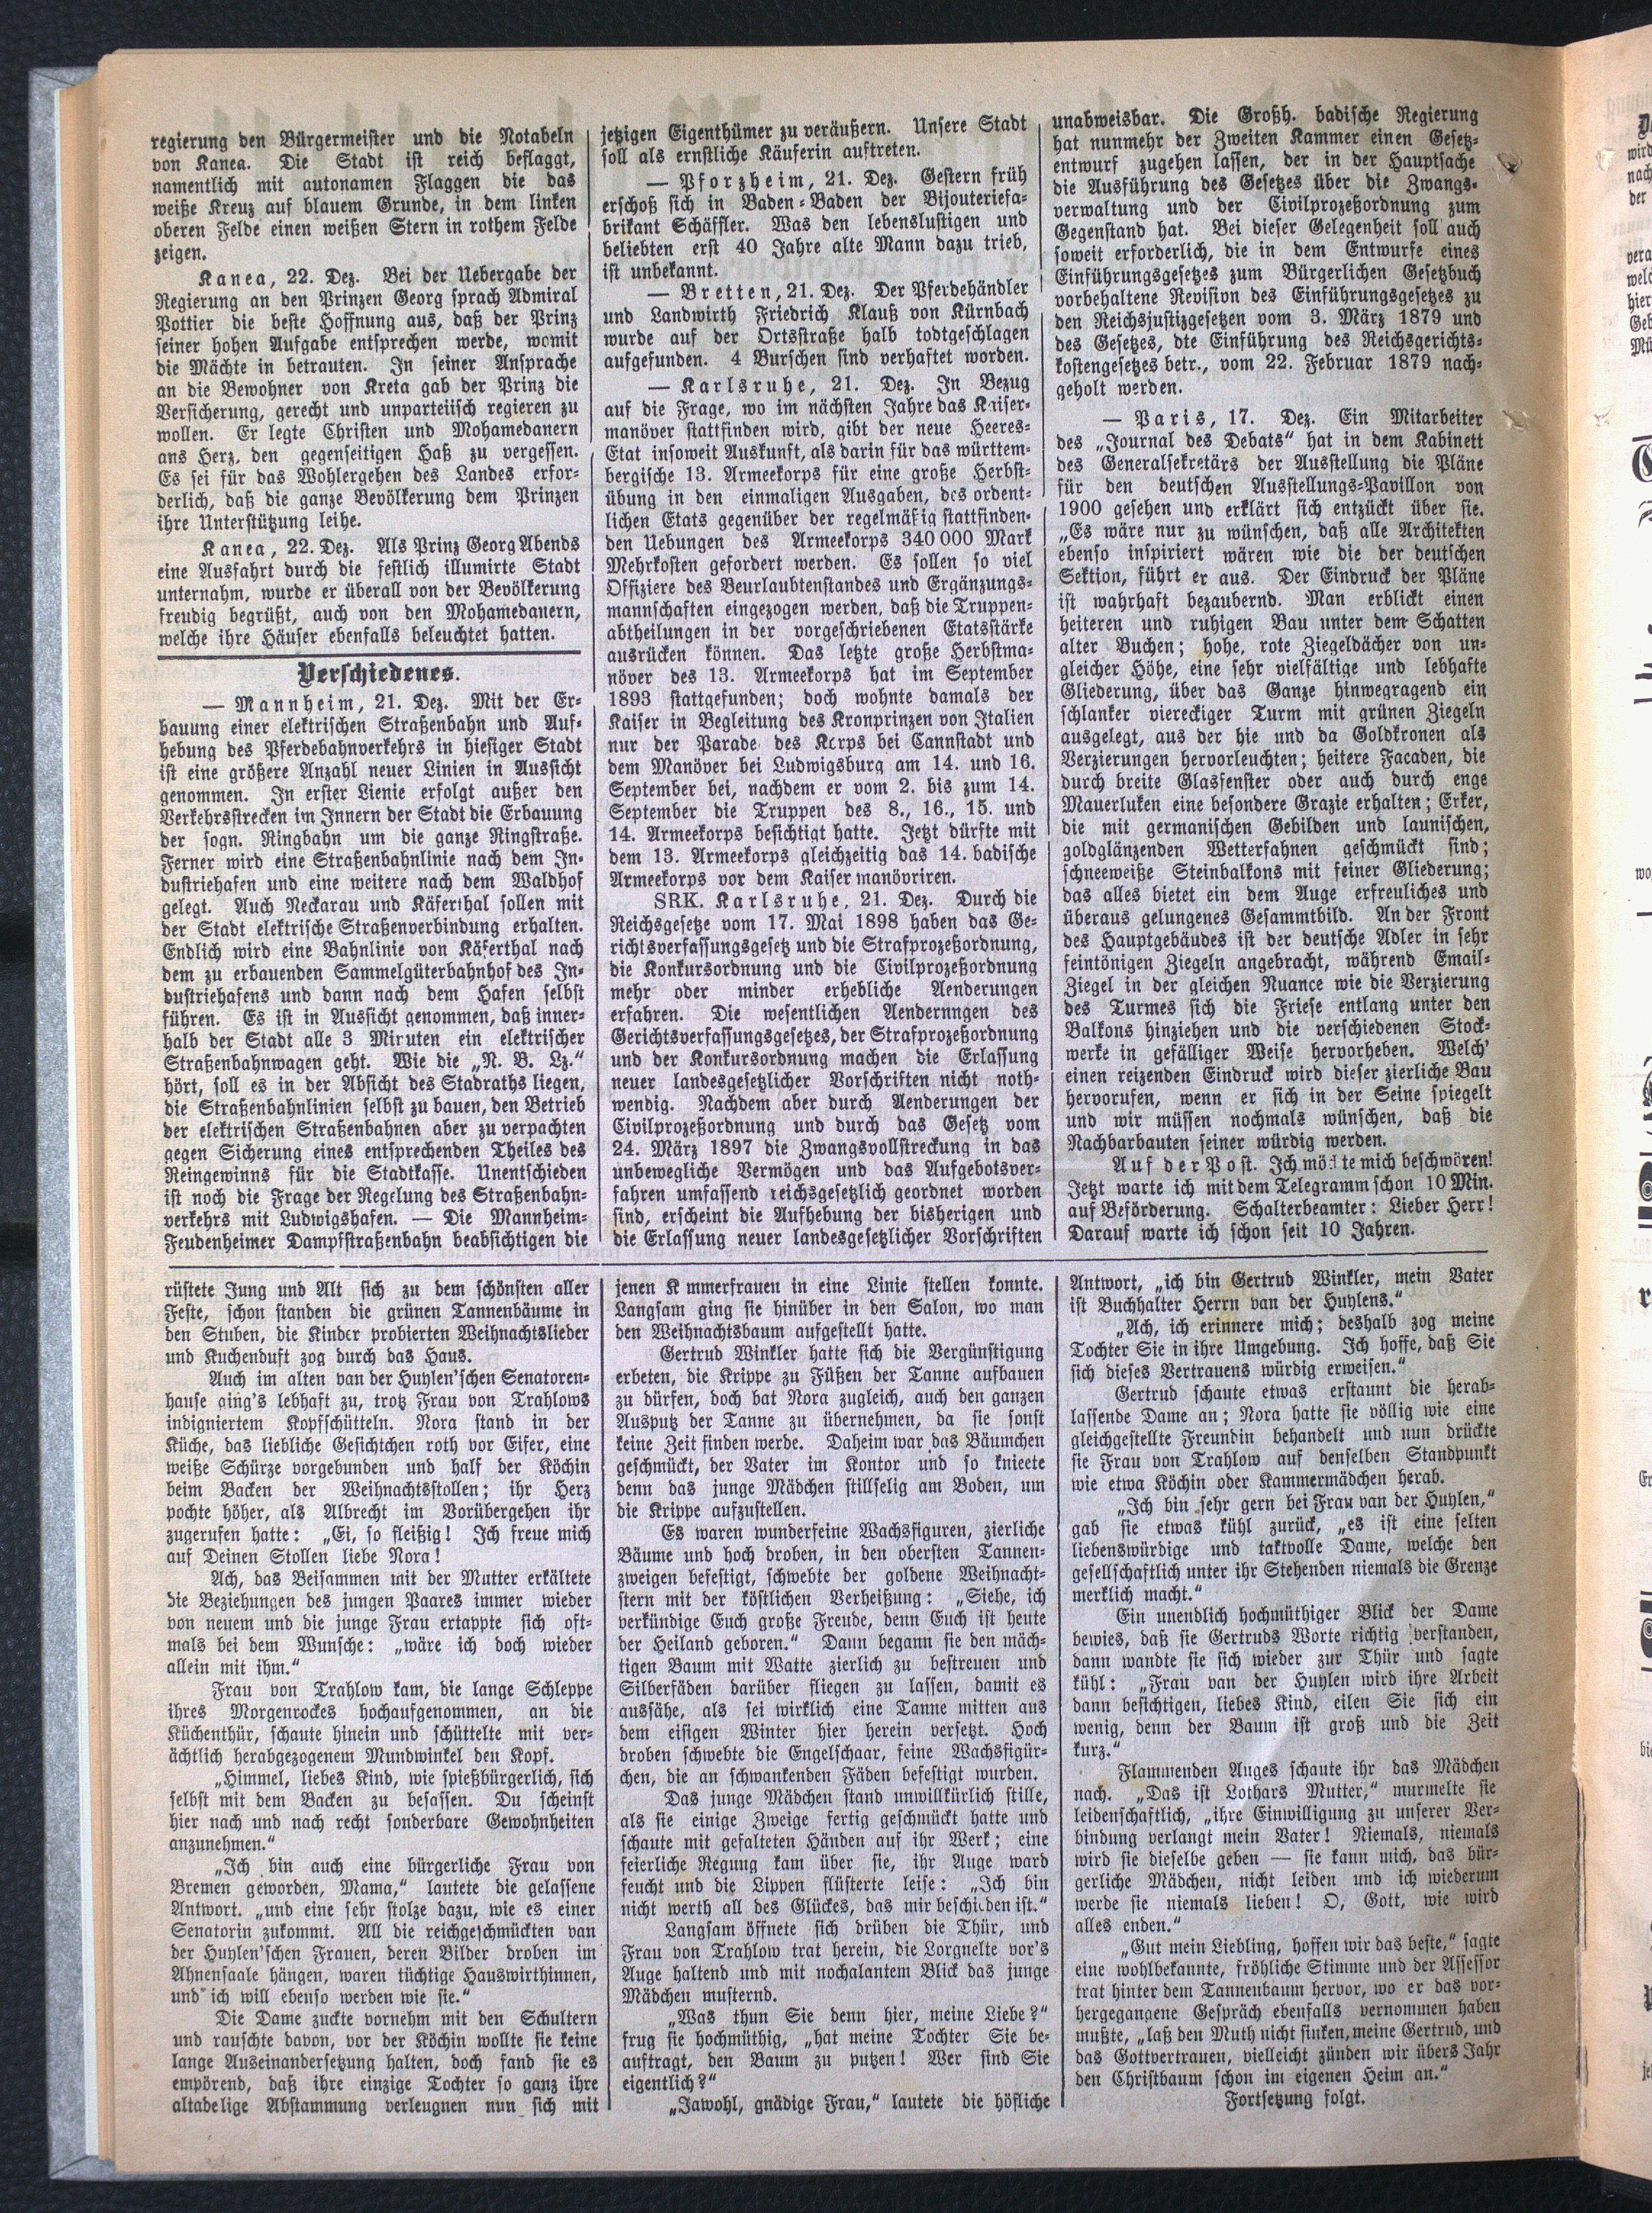 regierung den Bürgermeister und die Notabeln
von Kanea. Die Stadt ist reich beflaggt,
namentlich mit autonamen Flaggen die das
weiße Kreuz auf blauem Grunde, in dem linken
oberen Felde einen weißen Stern in rothem Felde
zeigen.
Kanea, 22. Dez. Bei der Uebergabe der
Regierung an den Prinzen Georg sprach Admiral
Pottier die beste Hoffnung aus, daß der Prinz
seiner hohen Aufgabe entsprechen werde, womit
die Mächte in betrauten. In seiner Ansprache
an die Bewohner von Kreta gab der Prinz die
Versicherung, gerecht und unparteiisch regieren zu
wollen. Er legte Christen und Mohamedanern
ans Herz, den gegenseitigen Haß zu vergessen.
Es sei für das Wohlergehen des Landes erfor-
derlich, daß die ganze Bevölkerung dem Prinzen
ihre Unterstützung leihe.
Kanea, 22. Dez. Als Prinz Georg Abends
eine Ausfahrt durch die festlich illumirte Stadt
unternahm, wurde er überall von der Bevölkerung
freudig begrüßt, auch von den Mohamedanern,
welche ihre Häuser ebenfalls beleuchtet hatten.
Verschiedenes.
— Mannheim, 21. Dez. Mit der Er-
bauung einer elektrischen Straßenbahn und Auf-
hebung des Pferdebahnverkehrs in hiesiger Stadt
ist eine größere Anzahl neuer Linien in Aussicht
genommen. In erster Lienie erfolgt außer den
Verkehrsstrecken im Innern der Stadt die Erbauung
der sogn. Ringbahn um die ganze Ringstraße.
Ferner wird eine Straßenbahnlinie nach dem In-
dustriehafen und eine weitere nach dem Waldhof
gelegt. Auch Neckarau und Käferthal sollen mit
der Stadt elektrische Straßenverbindung erhalten.
Endlich wird eine Bahnlinie von Käferthal nach
dem zu erbauenden Sammelgüterbahnhof des In-
dustriehafens und dann nach dem Hafen selbst
führen. Es ist in Aussicht genommen, daß inner-
halb der Stadt alle 3 Minuten ein elektrischer
Straßenbahnwagen geht. Wie die „N. B. Lz.“
hört, soll es in der Absicht des Stadraths liegen,
die Straßenbahnlinien selbst zu bauen, den Betrieb
der elektrischen Straßenbahnen aber zu verpachten
gegen Sicherung eines entsprechenden Theiles des
Reingewinns für die Stadtkasse. Unentschieden
ist noch die Frage der Regelung des Straßenbahn-
verkehrs mit Ludwigshafen. — Die Mannheim-
Feudenheimer Dampfstraßenbahn beabsichtigen die
jetzigen Eigenthümer zu veräußern. Unsere Stadt
soll als ernstliche Käuferin auftreten.
— Pforzheim, 21. Dez. Gestern früh
erschoß sich in Baden-Baden der Bijouteriefa-
brikant Schäffler. Was den lebenslustigen und
beliebten erst 40 Jahre alte Mann dazu trieb,
ist unbekannt.
— Bretten, 21. Dez. Der Pferdehändler
und Landwirth Friedrich Klauß von Kürnbach
wurde auf der Ortsstraße halb todtgeschlagen
aufgefunden. 4 Burschen sind verhaftet worden.
— Karlsruhe, 21. Dez. In Bezug
auf die Frage, wo im nächsten Jahre das Kaiser-
manöver stattfinden wird, gibt der neue Heeres-
Etat insoweit Auskunft, als darin für das württem-
bergische 13. Armeekorps für eine große Herbst-
übung in den einmaligen Ausgaben, des ordent-
lichen Etats gegenüber der regelmäßig stattfinden-
den Uebungen des Armeekorps 340 000 Mark
Mehrkosten gefordert werden. Es sollen so viel
Offiziere des Beurlaubtenstandes und Ergänzungs-
mannschaften eingezogen werden, daß die Truppen-
abtheilungen in der vorgeschriebenen Etatsstärke
ausrücken können. Das letzte große Herbstma-
növer des 13. Armeekorps hat im September
1893 stattgefunden; doch wohnte damals der
Kaiser in Begleitung des Kronprinzen von Italien
nur der Parade des Korps bei Cannstadt und
dem Manöver bei Ludwigsburg am 14. und 16.
September bei, nachdem er vom 2. bis zum 14.
September die Truppen des 8., 16., 15. und
14. Armeekorps besichtigt hatte. Jetzt dürfte mit
dem 13. Armeekorps gleichzeitig das 14. badische
Armeekorps vor dem Kaiser manövriren.
SRK. Karlsruhe, 21. Dez. Durch die
Reichsgesetze vom 17. Mai 1898 haben das Ge-
richtsverfassungsgesetz und die Strafprozeßordnung,
die Konkursordnung und die Civilprozeßordnung
mehr oder minder erhebliche Aenderungen
erfahren. Die wesentlichen Aendernngen des
Gerichtsverfassungsgesetzes, der Strafprozeßordnung
und der Konkursordnung machen die Erlassung
neuer landesgesetzlicher Vorschriften nicht noth-
wendig. Nachdem aber durch Aenderungen der
Civilprozeßordnung und durch das Gesetz vom
24. März 1897 die Zwangsvollstreckung in das
unbewegliche Vermögen und das Aufgebotsver-
fahren umfassend reichsgesetzlich geordnet worden
sind, erscheint die Aufhebung der bisherigen und
die Erlassung neuer landesgesetzlicher Vorschriften
unabweisbar. Die Großh. badische Regierung
hat nunmehr der Zweiten Kammer einen Gesetz-
entwurf zugehen lassen, der in der Hauptsache
die Ausführung des Gesetzes über die Zwangs-
verwaltung und der Civilprozeßordnung zum
Gegenstand hat. Bei dieser Gelegenheit soll auch
soweit erforderlich, die in dem Entwurfe eines
Einführungsgesetzes zum Bürgerlichen Gesetzbuch
vorbehaltene Revision des Einführungsgesetzes zu
den Reichsjustizgesetzen vom 3. März 1879 und
des Gesetzes, dte Einführung des Reichsgerichts-
kostengesetzes betr., vom 22. Februar 1879 nach-
geholt werden.
— Paris, 17. Dez. Ein Mitarbeiter
des „Journal des Debats“ hat in dem Kabinett
des Generalsekretärs der Ausstellung die Pläne
für den deutschen Ausstellungs-Pavillon von
1900 gesehen und erklärt sich entzückt über sie.
„Es wäre nur zu wünschen, daß alle Architekten
ebenso inspiriert wären wie die der deutschen
Sektion, führt er aus. Der Eindruck der Pläne
ist wahrhaft bezaubernd. Man erblickt einen
heiteren und ruhigen Bau unter dem Schatten
alter Buchen; hohe, rote Ziegeldächer von un-
gleicher Höhe, eine sehr vielfältige und lebhafte
Gliederung, über das Ganze hinwegragend ein
schlanker viereckiger Turm mit grünen Ziegeln
ausgelegt, aus der hie und da Goldkronen als
Verzierungen hervorleuchten; heitere Facaden, die
durch breite Glasfenster oder auch durch enge
Mauerluken eine besondere Grazie erhalten; Erker,
die mit germanischen Gebilden und launischen,
goldglänzenden Wetterfahnen geschmückt sind;
schneeweiße Steinbalkons mit feiner Gliederung;
das alles bietet ein dem Auge erfreuliches und
überaus gelungenes Gesammtbild. An der Front
des Hauptgebäudes ist der deutsche Adler in sehr
feintönigen Ziegeln angebracht, während Email-
Ziegel in der gleichen Nuance wie die Verzierung
des Turmes sich die Friese entlang unter den
Balkons hinziehen und die verschiedenen Stock-
werke in gefälliger Weise hervorheben. Welch'
einen reizenden Eindruck wird dieser zierliche Bau
hervorufen, wenn er sich in der Seine spiegelt
und wir müssen nochmals wünschen, daß die
Nachbarbauten seiner würdig werden.
Auf der Post. Ich möchte mich beschwören!
Jetzt warte ich mit dem Telegramm schon 10 Min.
auf Beförderung. Schalterbeamter: Lieber Herr!
Darauf warte ich schon seit 10 Jahren.
rüstete Jung und Alt sich zu dem schönsten aller
Feste, schon standen die grünen Tannenbäume in
den Stuben, die Kinder probierten Weihnachtslieder
und Kuchenduft zog durch das Haus.
Auch im alten van der Huylen'schen Senatoren-
hause ging's lebhaft zu, trotz Frau von Trahlows
indigniertem Kopfschütteln. Nora stand in der
Küche, das liebliche Gesichtchen roth vor Eifer, eine
weiße Schürze vorgebunden und half der Köchin
beim Backen der Weihnachtsstollen; ihr Herz
pochte höher, als Albrecht im Vorübergehen ihr
zugerufen hatte: „Ei, so fleißig! Ich freue mich
auf Deinen Stollen liebe Nora!
Ach, das Beisammen mit der Mutter erkältete
die Beziehungen des jungen Paares immer wieder
von neuem und die junge Frau ertappte sich oft-
mals bei dem Wunsche: „wäre ich doch wieder
allein mit ihm.“
Frau von Trahlow kam, die lange Schleppe
ihres Morgenrockes hochaufgenommen, an die
Küchenthür, schaute hinein und schüttelte mit ver-
ächtlich herabgezogenem Mundwinkel den Kopf.
„Himmel, liebes Kind, wie spießbürgerlich, sich
selbst mit dem Backen zu befassen. Du scheinst
hier nach und nach recht sonderbare Gewohnheiten
anzunehmen.“
„Ich bin auch eine bürgerliche Frau von
Bremen geworden, Mama,“ lautete die gelassene
Antwort. „und eine sehr stolze dazu, wie es einer
Senatorin zukommt. All die reichgeschmückten van
der Huylen'schen Frauen, deren Bilder droben im
Ahnensaale hängen, waren tüchtige Hauswirthinnen,
und ich will ebenso werden wie sie.“
Die Dame zuckte vornehm mit den Schultern
und rauschte davon, vor der Köchin wollte sie keine
lange Auseinandersetzung halten, doch fand sie es
empörend, daß ihre einzige Tochter so ganz ihre
altadelige Abstammung verleugnen nun sich mit
jenen K mmerfrauen in eine Linie stellen konnte.
Langsam ging sie hinüber in den Salon, wo man
den Weihnachtsbaum aufgestellt hatte.
Gertrud Winkler hatte sich die Vergünstigung
erbeten, die Krippe zu Füßen der Tanne aufbauen
zu dürfen, doch bat Nora zugleich, auch den ganzen
Ausputz der Tanne zu übernehmen, da sie sonst
keine Zeit finden werde. Daheim war das Bäumchen
geschmückt, der Vater im Kontor und so knieete
denn das junge Mädchen stillselig am Boden, um
die Krippe aufzustellen.
Es waren wunderfeine Wachsfiguren, zierliche
Bäume und hoch droben, in den obersten Tannen-
zweigen befestigt, schwebte der goldene Weihnacht-
stern mit der köstlichen Verheißung: „Siehe, ich
verkündige Euch große Freude, denn Euch ist heute
der Heiland geboren.“ Dann begann sie den mäch-
tigen Baum mit Watte zierlich zu bestreuen und
Silberfäden darüber fliegen zu lassen, damit es
aussähe, als sei wirklich eine Tanne mitten aus
dem eisigen Winter hier herein versetzt. Hoch
droben schwebte die Engelschaar, feine Wachsfigür-
chen, die an schwankenden Fäden befestigt wurden.
Das junge Mädchen stand unwillkürlich stille,
als sie einige Zweige fertig geschmückt hatte und
schaute mit gefalteten Händen auf ihr Werk; eine
feierliche Regung kam über sie, ihr Auge ward
feucht und die Lippen flüsterte leise: „Ich bin
nicht werth all des Glückes, das mir beschieden ist.“
Langsam öffnete sich drüben die Thür, und
Frau von Trahlow trat herein, die Lorgnelte vor's
Auge haltend und mit nochalantem Blick das junge
Mädchen musternd.
„Was thun Sie denn hier, meine Liebe?“
frug sie hochmüthig, „hat meine Tochter Sie be-
auftragt, den Baum zu putzen! Wer sind Sie
eigentlich?“
„Jawohl, gnädige Frau,“ lautete die höfliche
Antwort, „ich bin Gertrud Winkler, mein Vater
ist Buchhalter Herrn van der Huylens.“
„Ach, ich erinnere mich; deshalb zog meine
Tochter Sie in ihre Umgebung. Ich hoffe, daß Sie
sich dieses Vertrauens würdig erweisen.“
Gertrud schaute etwas erstaunt die herab-
lassende Dame an; Nora hatte sie völlig wie eine
gleichgestellte Freundin behandelt und nun drückte
sie Frau von Trahlow auf denselben Standpunkt
wie etwa Köchin oder Kammermädchen herab.
„Ich bin sehr gern bei Frau van der Huylen,“
gab sie etwas kühl zurück, „es ist eine selten
liebenswürdige und taktvolle Dame, welche den
gesellschaftlich unter ihr Stehenden niemals die Grenze
merklich macht.“
Ein unendlich hochmüthiger Blick der Dame
bewies, daß sie Gertruds Worte richtig verstanden,
dann wandte sie sich wieder zur Thür und sagte
kühl: „Frau van der Huylen wird ihre Arbeit
dann besichtigen, liebes Kind, eilen Sie sich ein
wenig, denn der Baum ist groß und die Zeit
kurz.“
Flammenden Auges schaute ihr das Mädchen
nach. „Das ist Lothars Mutter,“ murmelte sie
leidenschaftlich, „ihre Einwilligung zu unserer Ver-
bindung verlangt mein Vater! Niemals, niemals
wird sie dieselbe geben — sie kann mich, das bür-
gerliche Mädchen, nicht leiden und ich wiederum
werde sie niemals lieben! O, Gott, wie wird
alles enden.“
„Gut mein Liebling, hoffen wir das beste,“ sagte
eine wohlbekannte, fröhliche Stimme und der Assessor
trat hinter dem Tannenbaum hervor, wo er das vor-
hergegangene Gespräch ebenfalls vernommen haben
mußte, „laß den Muth nicht sinken, meine Gertrud, und
das Gottvertrauen, vielleicht zünden wir übers Jahr
den Christbaum schon im eigenen Heim an.“
Fortsetzung folgt.